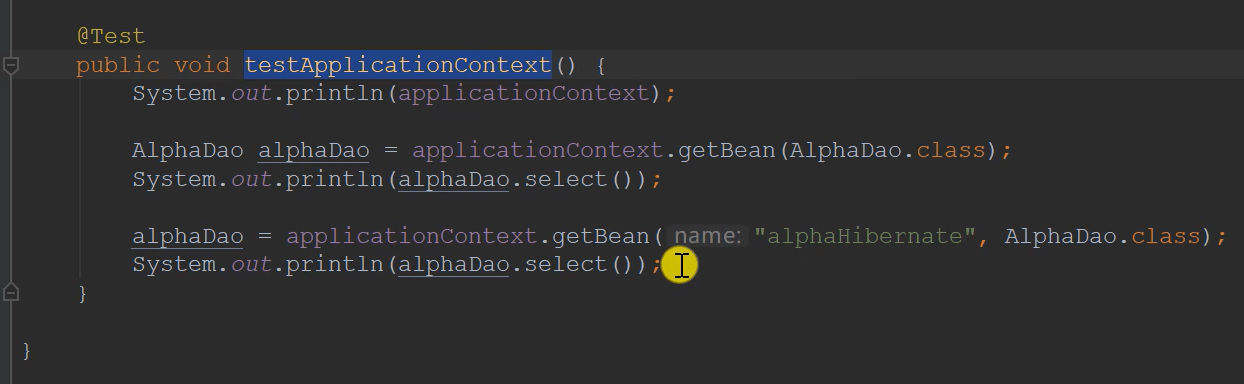 @Test
public void testApplicationContext() {
System.out.println(applicationContext);
AlphaDao alphaDao = applicationContext.getBean(AlphaDao.class);
System.out.println(alphaDao.select());
alphaDao = applicationContext.getBean( name: "alphaHibernate", AlphaDao.class);
System.out.println(alphaDao.select());
}
}